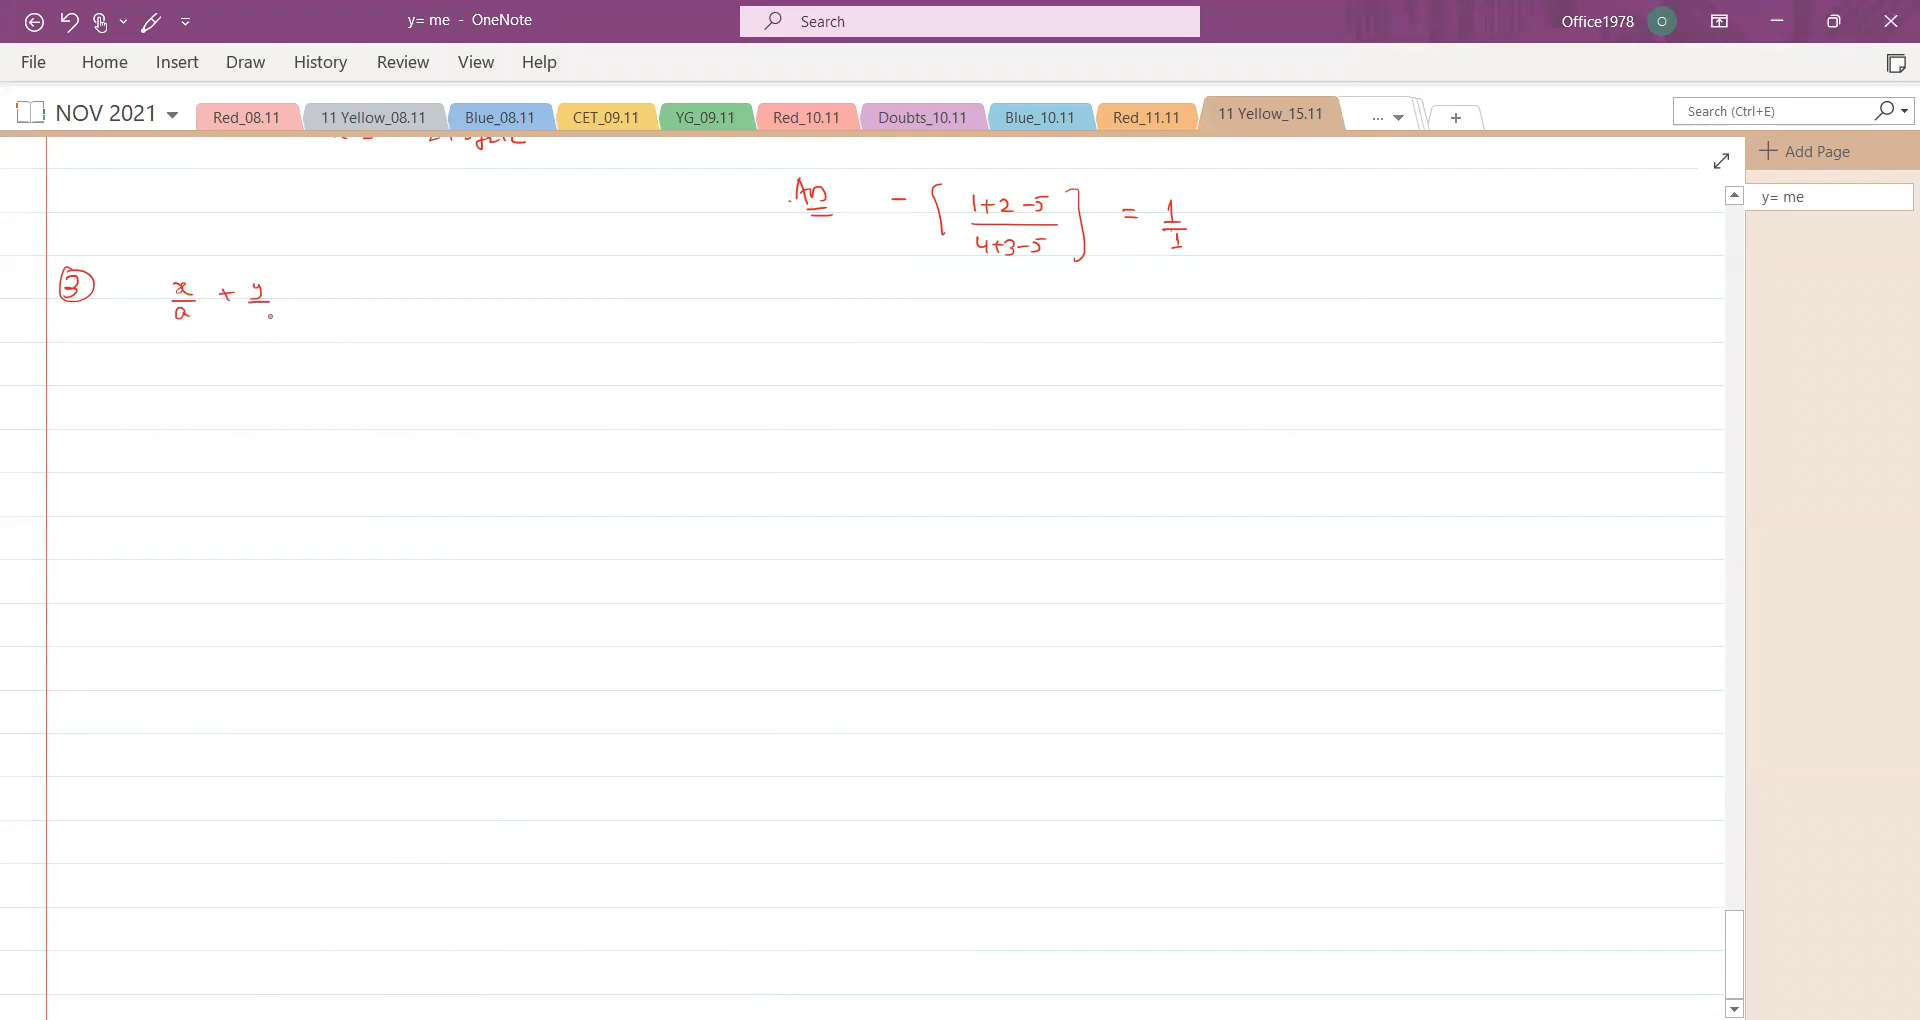 y= me - OneNote
Search
Office1978
O
File Home Insert Draw History Review View Help
NOV 2021
Red_08.11
11 Yellow_08.11
Blue_08.11
CET_09.11
YG_09.11
Red_10.11
Doubts_10.11
Blue_10.11
Red_11.11
11 Yellow_15.11
...
+
Search (Ctrl+E)
Add Page
y= me
Ans - [ (1+2-5)/(4+3-5) ] = 1/1
③ x/a + y/